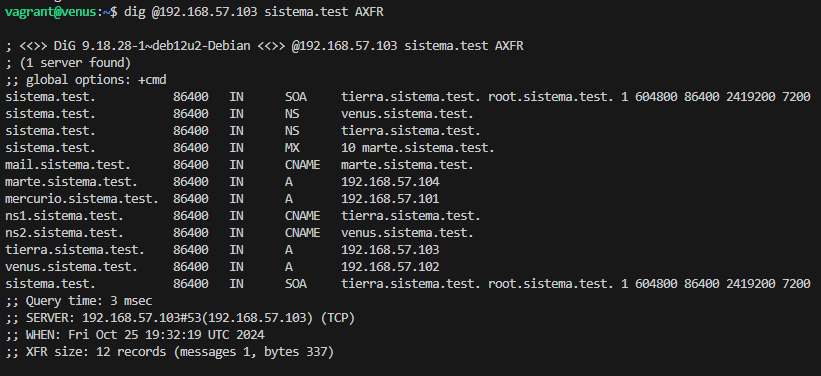 vagrant@venus:~$ dig @192.168.57.103 sistema.test AXFR
; <<>> DiG 9.18.28-1~deb12u2-Debian <<>> @192.168.57.103 sistema.test AXFR
; (1 server found)
;; global options: +cmd
sistema.test. 86400 IN SOA tierra.sistema.test. root.sistema.test. 1 604800 86400 2419200 7200
sistema.test. 86400 IN NS venus.sistema.test.
sistema.test. 86400 IN NS tierra.sistema.test.
sistema.test. 86400 IN MX 10 marte.sistema.test.
mail.sistema.test. 86400 IN CNAME marte.sistema.test.
marte.sistema.test. 86400 IN A 192.168.57.104
mercurio.sistema.test. 86400 IN A 192.168.57.101
ns1.sistema.test. 86400 IN CNAME tierra.sistema.test.
ns2.sistema.test. 86400 IN CNAME venus.sistema.test.
tierra.sistema.test. 86400 IN A 192.168.57.103
venus.sistema.test. 86400 IN A 192.168.57.102
sistema.test. 86400 IN SOA tierra.sistema.test. root.sistema.test. 1 604800 86400 2419200 7200
;; Query time: 3 msec
;; SERVER: 192.168.57.103#53(192.168.57.103) (TCP)
;; WHEN: Fri Oct 25 19:32:19 UTC 2024
;; XFR size: 12 records (messages 1, bytes 337)